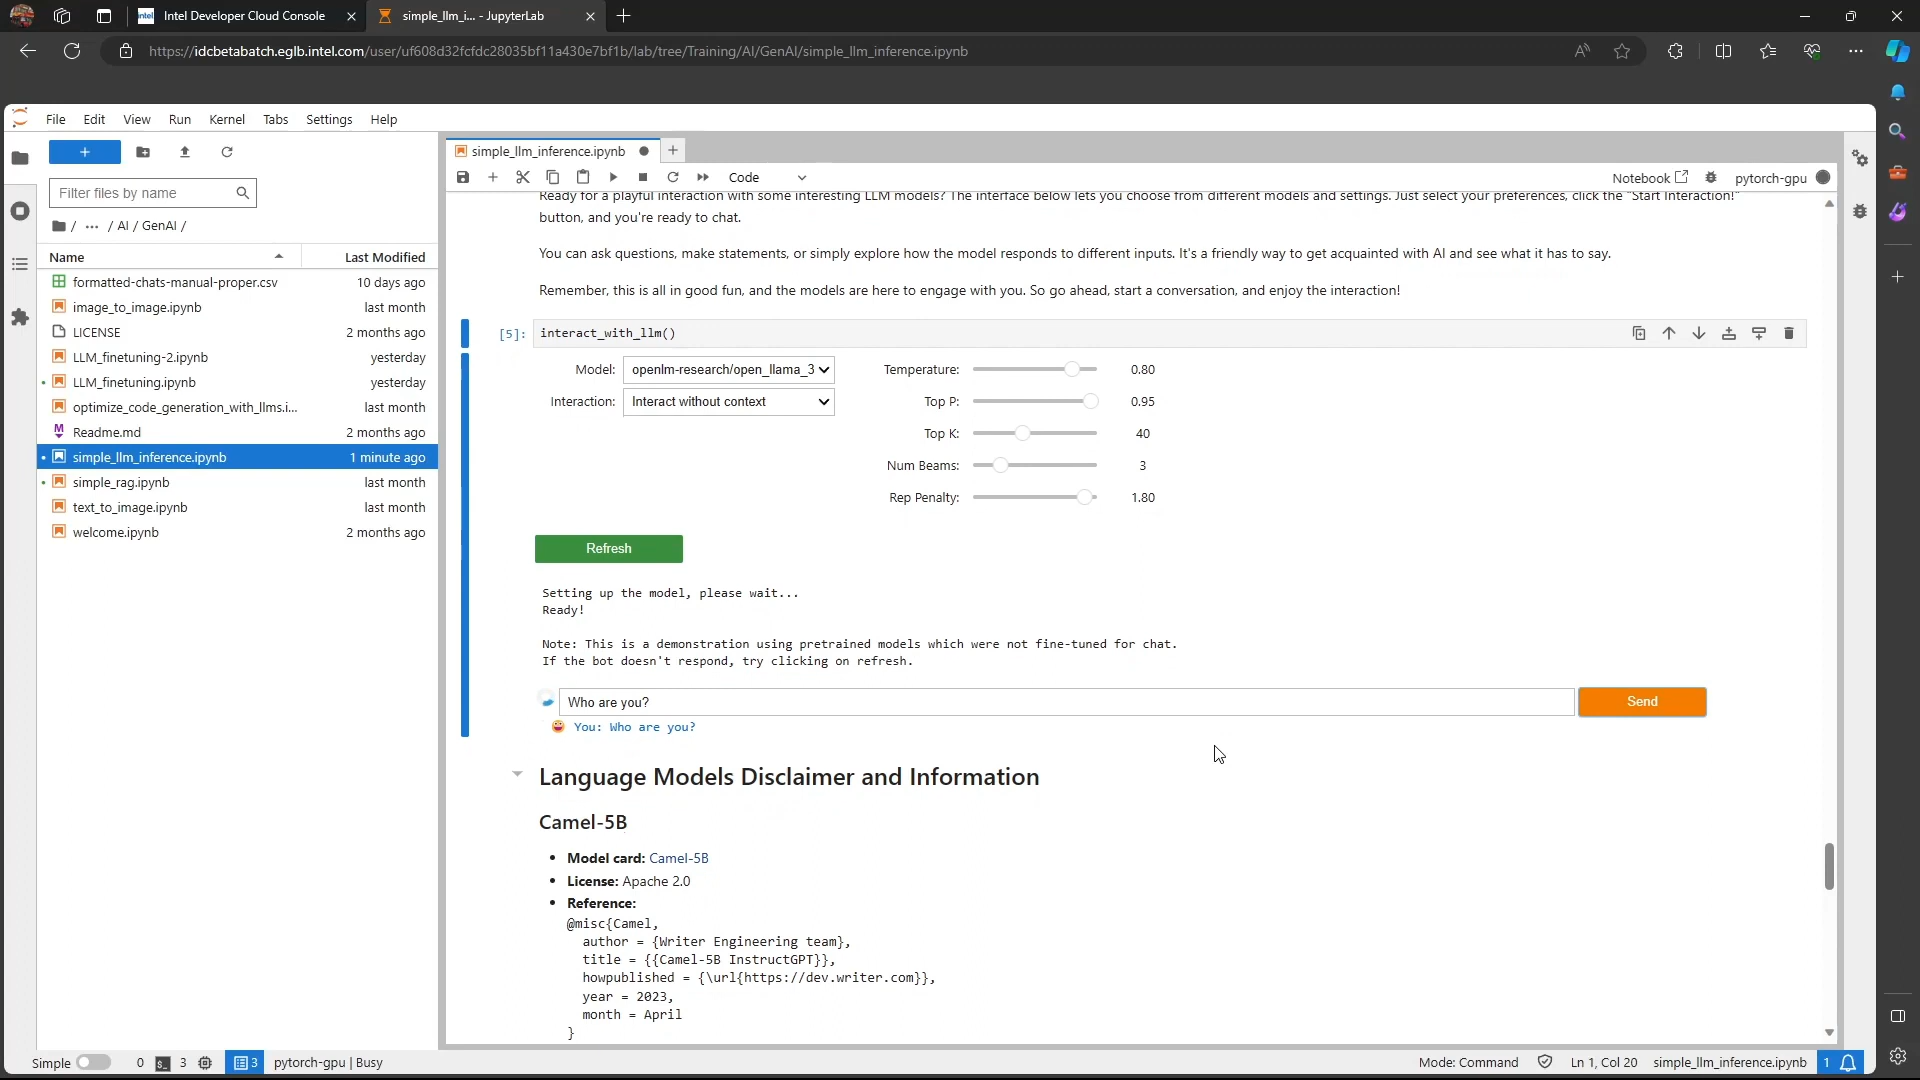 Intel Developer Cloud Console
simple_llm_i... - JupyterLab
https://idcbetabatch.eglb.intel.com/user/uf608d32fcfdc28035bf11a430e7bf1b/lab/tree/Training/AI/GenAI/simple_llm_inference.ipynb
File Edit View Run Kernel Tabs Settings Help
simple_llm_inference.ipynb
Filter files by name
Code
Notebook
pytorch-gpu
/ ... / AI / GenAI /
Name Last Modified
formatted-chats-manual-proper.csv 10 days ago
image_to_image.ipynb last month
LICENSE 2 months ago
LLM_finetuning-2.ipynb yesterday
LLM_finetuning.ipynb yesterday
optimize_code_generation_with_llms.i... last month
Readme.md 2 months ago
simple_llm_inference.ipynb 1 minute ago
simple_rag.ipynb last month
text_to_image.ipynb last month
welcome.ipynb 2 months ago
Ready for a playful interaction with some interesting LLM models? The interface below lets you choose from different models and settings. Just select your preferences, click the "Start Interaction!"
button, and you're ready to chat.
You can ask questions, make statements, or simply explore how the model responds to different inputs. It's a friendly way to get acquainted with AI and see what it has to say.
Remember, this is all in good fun, and the models are here to engage with you. So go ahead, start a conversation, and enjoy the interaction!
[5]: interact_with_llm()
Model: openlm-research/open_llama_3 Temperature: 0.80
Interaction: Interact without context Top P: 0.95
Top K: 40
Num Beams: 3
Rep Penalty: 1.80
Refresh
Setting up the model, please wait...
Ready!
Note: This is a demonstration using pretrained models which were not fine-tuned for chat.
If the bot doesn't respond, try clicking on refresh.
Who are you? Send
You: Who are you?
Language Models Disclaimer and Information
Camel-5B
• Model card: Camel-5B
• License: Apache 2.0
• Reference:
@misc{Camel,
author = {Writer Engineering team},
title = {{Camel-5B InstructGPT}},
howpublished = {\url{https://dev.writer.com}},
year = 2023,
month = April
}
Simple 0 3 3 pytorch-gpu | Busy Mode: Command Ln 1, Col 20 simple_llm_inference.ipynb 1